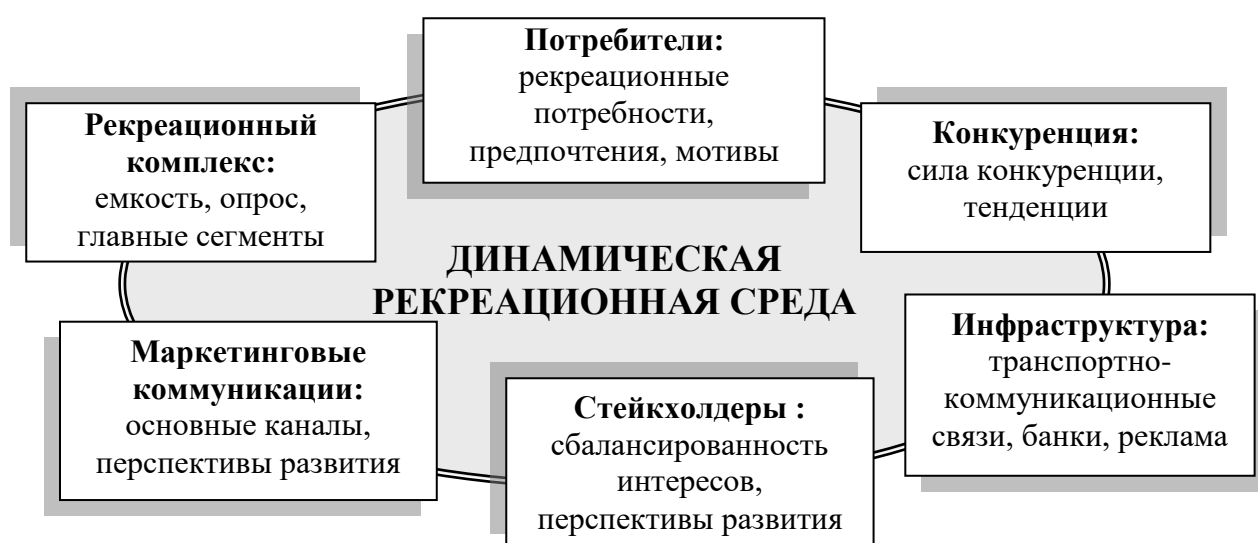 Потребители:
рекреационные
потребности,
предпочтения, мотивы
Рекреационный
комплекс:
емкость, опрос,
главные сегменты
Конкуренция:
сила конкуренции,
тенденции
ДИНАМИЧЕСКАЯ
РЕКРЕАЦИОННАЯ СРЕДА
Маркетинговые
коммуникации:
основные каналы,
перспективы развития
Стейкхолдеры :
сбалансированность
интересов,
перспективы развития
Инфраструктура:
транспортно-
коммуникационные
связи, банки, реклама